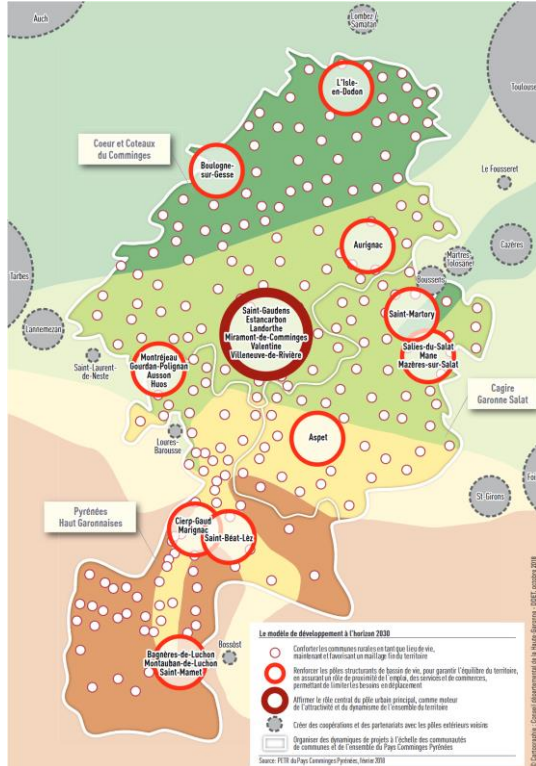 Auch
Lombez /
Samatan
Toulouse
L'Isle-
en-Dodon
Coeur et Coteaux
du Comminges
Boulogne-
sur-Gesse
Le Fousseret
Aurignac
Cazères
Martres
Tolosane
Boussens
Tarbes
Saint-Martory
Saint-Gaudens
Estancarbon
Landorthe
Miramont-de-Comminges
Valentine
Villeneuve-de-Rivière
Lannemezan
Salies-du-Salat
Mane
Mazères-sur-Salat
Montréjeau
Gourdan-Polignan
Ausson
Huos
Saint-Laurent-
de-Neste
Cagire
Garonne Salat
Loures-
Barousse
Aspet
St-Girons
Pyrénées
Haut Garonnaises
Cierp-Gaud
Marignac
Saint-Béat-Lèz
Bossòst
Bagnères-de-Luchon
Montauban-de-Luchon
Saint-Mamet
Le modèle de développement à l'horizon 2030
Conforter les communes rurales en tant que lieu de vie,
maintenant et favorisant un maillage fin du territoire
Renforcer les pôles structurants de bassin de vie, pour garantir l'équilibre du territoire,
en assurant un rôle de proximité de l'emploi, des services et de commerces,
permettant de limiter les besoins en déplacement
Affirmer le rôle central du pôle urbain principal, comme moteur
de l'attractivité et du dynamisme de l'ensemble du territoire
Créer des coopérations et des partenariats avec les pôles extérieurs voisins
Organiser des dynamiques de projets à l'échelle des communautés
de communes et de l'ensemble du Pays Comminges Pyrénées
Source: PETR du Pays Comminges Pyrénées, février 2018
© Cartographie : Conseil départemental de la Haute-Garonne - DDET, octobre 2018